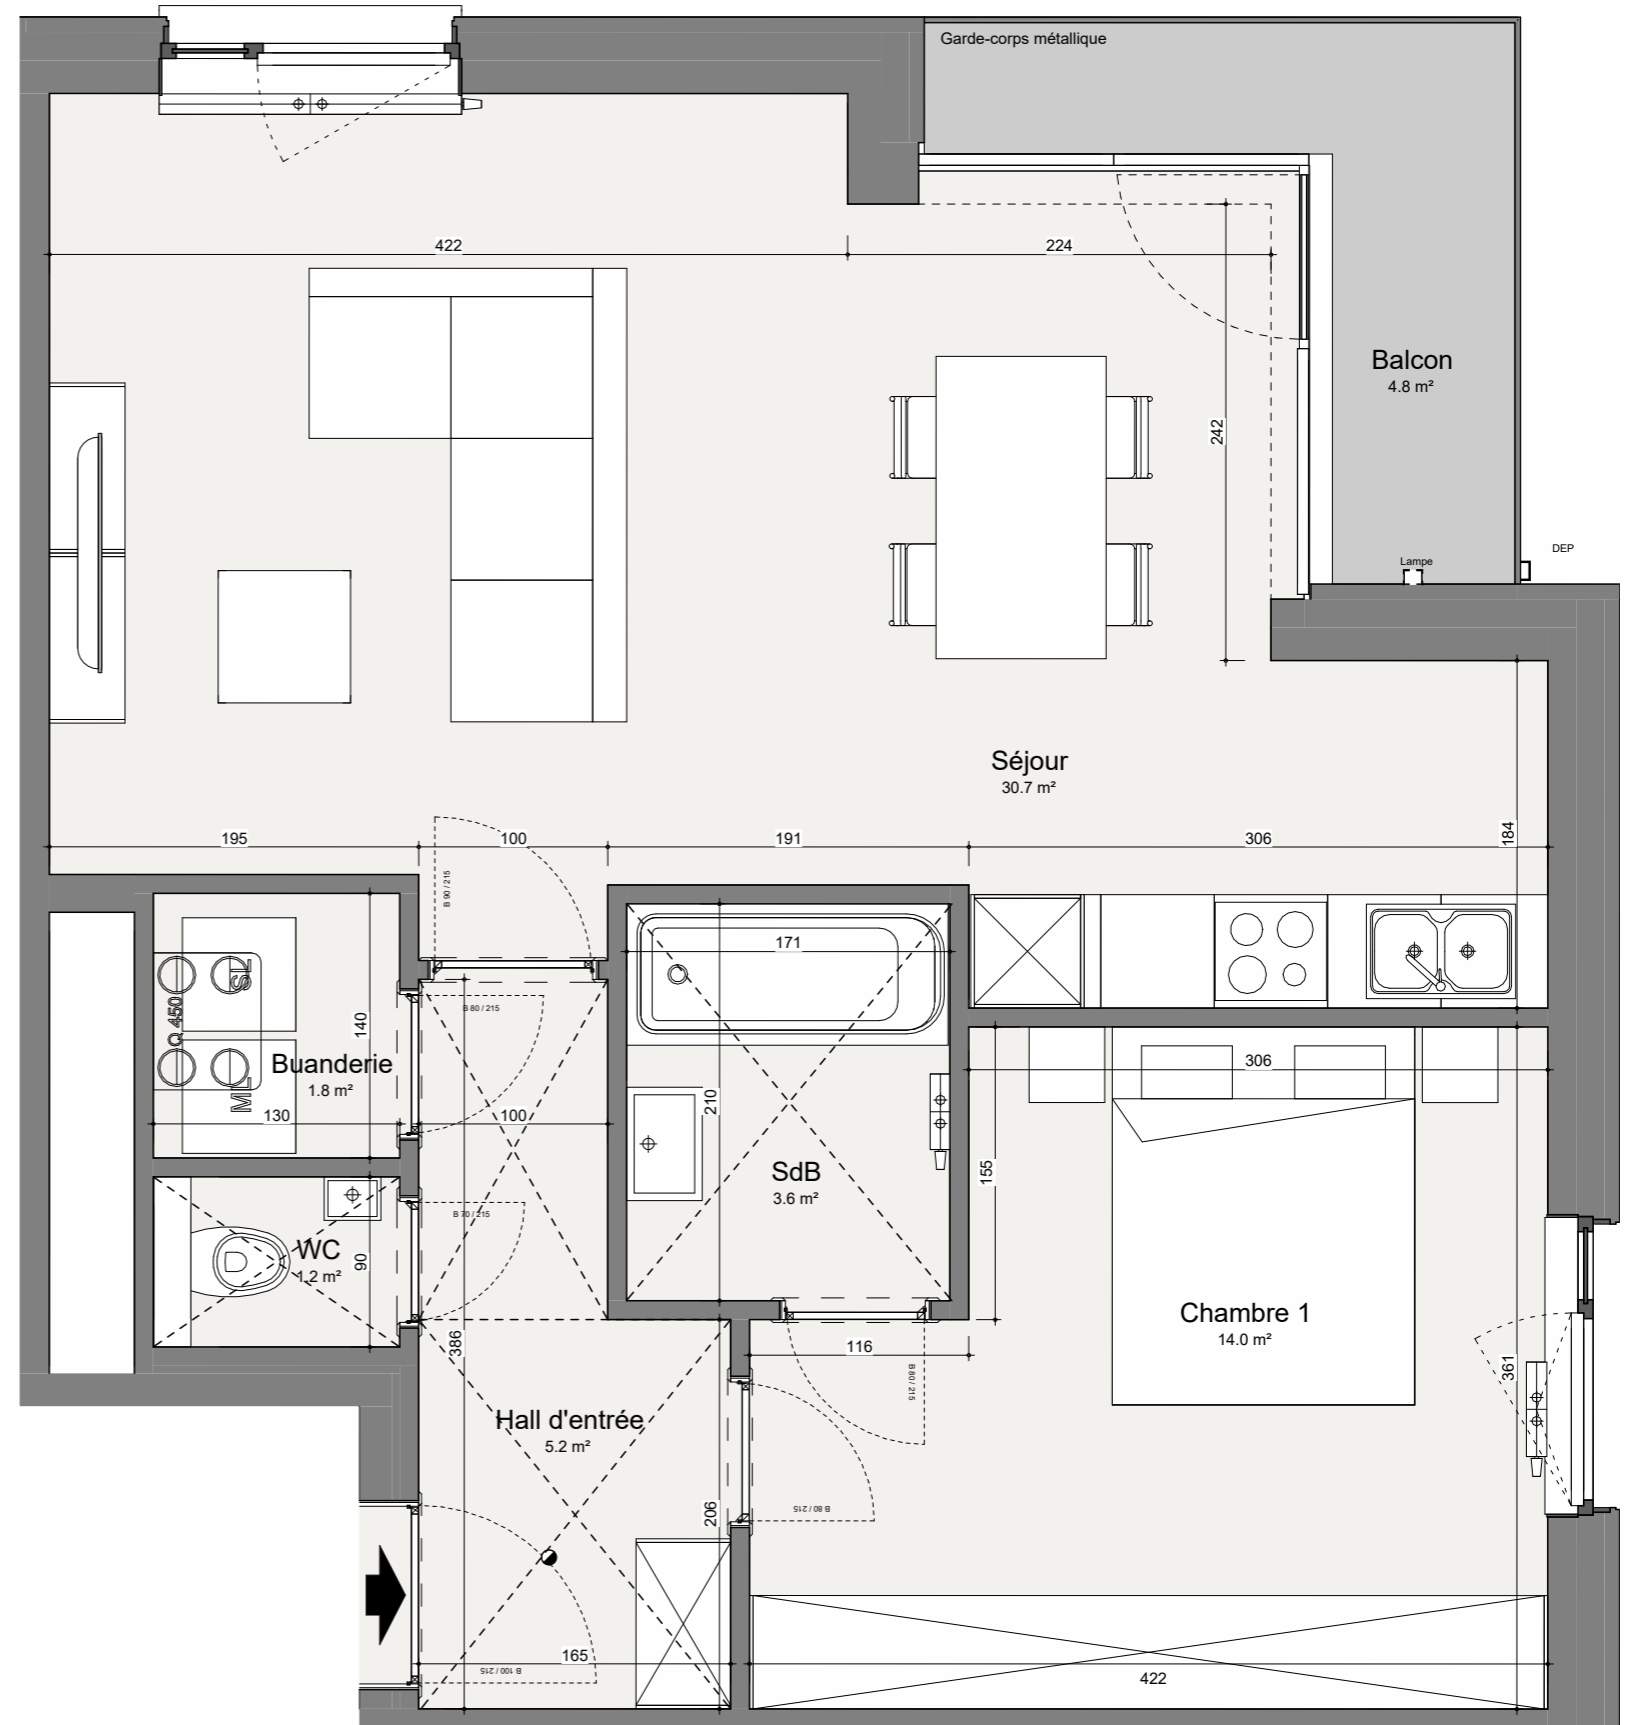 Garde-corps métallique
422
224
Balcon
4.8 m²
242
DEP
Lampe
Séjour
30.7 m²
195
100
191
306
184
B 90 / 215
171
SL
Q 450
140
B 80 / 215
Buanderie
1.8 m²
ML
130
100
210
306
155
SdB
3.6 m²
B 70 / 215
WC
1.2 m²
90
386
116
Chambre 1
14.0 m²
361
B 80 / 215
Hall d'entrée
5.2 m²
206
B 80 / 215
165
B 100 / 215
422